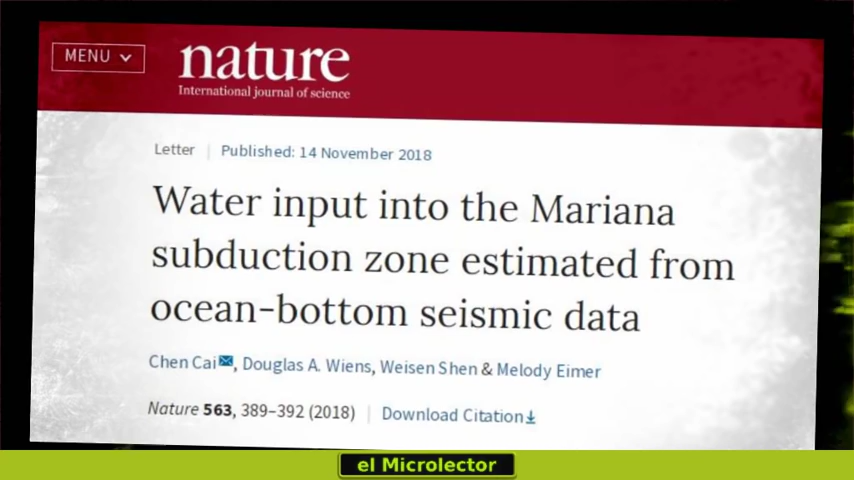 MENU
nature
International journal of science
Letter | Published: 14 November 2018
Water input into the Mariana
subduction zone estimated from
ocean-bottom seismic data
Chen Cai, Douglas A. Wiens, Weisen Shen & Melody Eimer
Nature 563, 389–392 (2018) | Download Citation
el Microlector